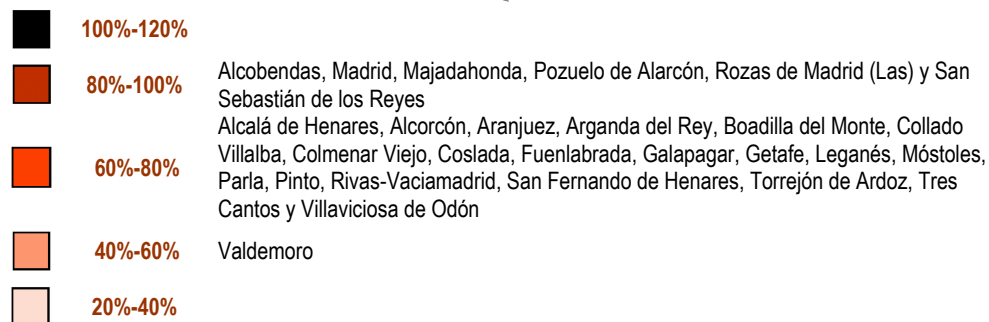 100%-120%
80%-100%
Alcobendas, Madrid, Majadahonda, Pozuelo de Alarcón, Rozas de Madrid (Las) y San
Sebastián de los Reyes
60%-80%
Alcalá de Henares, Alcorcón, Aranjuez, Arganda del Rey, Boadilla del Monte, Collado
Villalba, Colmenar Viejo, Coslada, Fuenlabrada, Galapagar, Getafe, Leganés, Móstoles,
Parla, Pinto, Rivas-Vaciamadrid, San Fernando de Henares, Torrejón de Ardoz, Tres
Cantos y Villaviciosa de Odón
40%-60%
Valdemoro
20%-40%